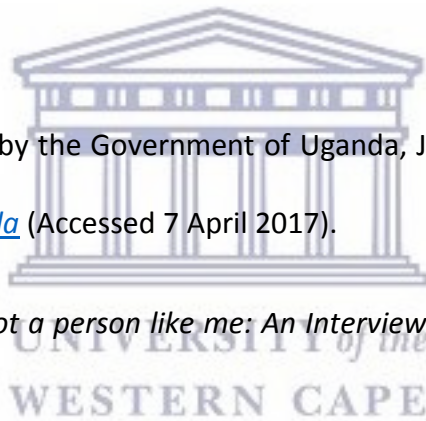 by the Government of Uganda, J
da (Accessed 7 April 2017).
ot a person like me: An Interview
UNIVERSITY of the
WESTERN CAPE